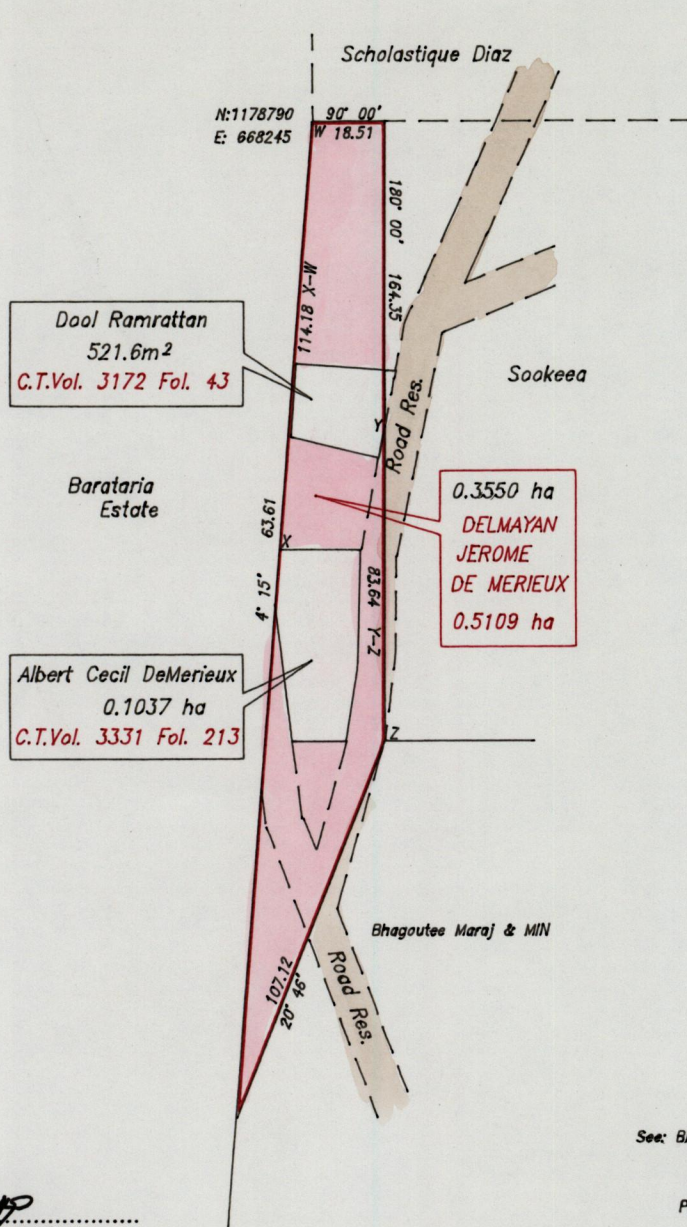 Scholastique Diaz
N:1178790
E: 668245
90° 00'
W 18.51
180° 00' 164.35
114.18 X-W
Dool Ramrattan
521.6m²
C.T.Vol. 3172 Fol. 43
Sookeea
Y
Road Res.
Barataria
Estate
0.3550 ha
DELMAYAN
JEROME
DE MERIEUX
0.5109 ha
63.61
X
4° 15'
83.64 Y-Z
Albert Cecil DeMerieux
0.1037 ha
C.T.Vol. 3331 Fol. 213
Z
Bhagoutee Maraj & MIN
107.12
20° 46'
Road Res.
See:
P